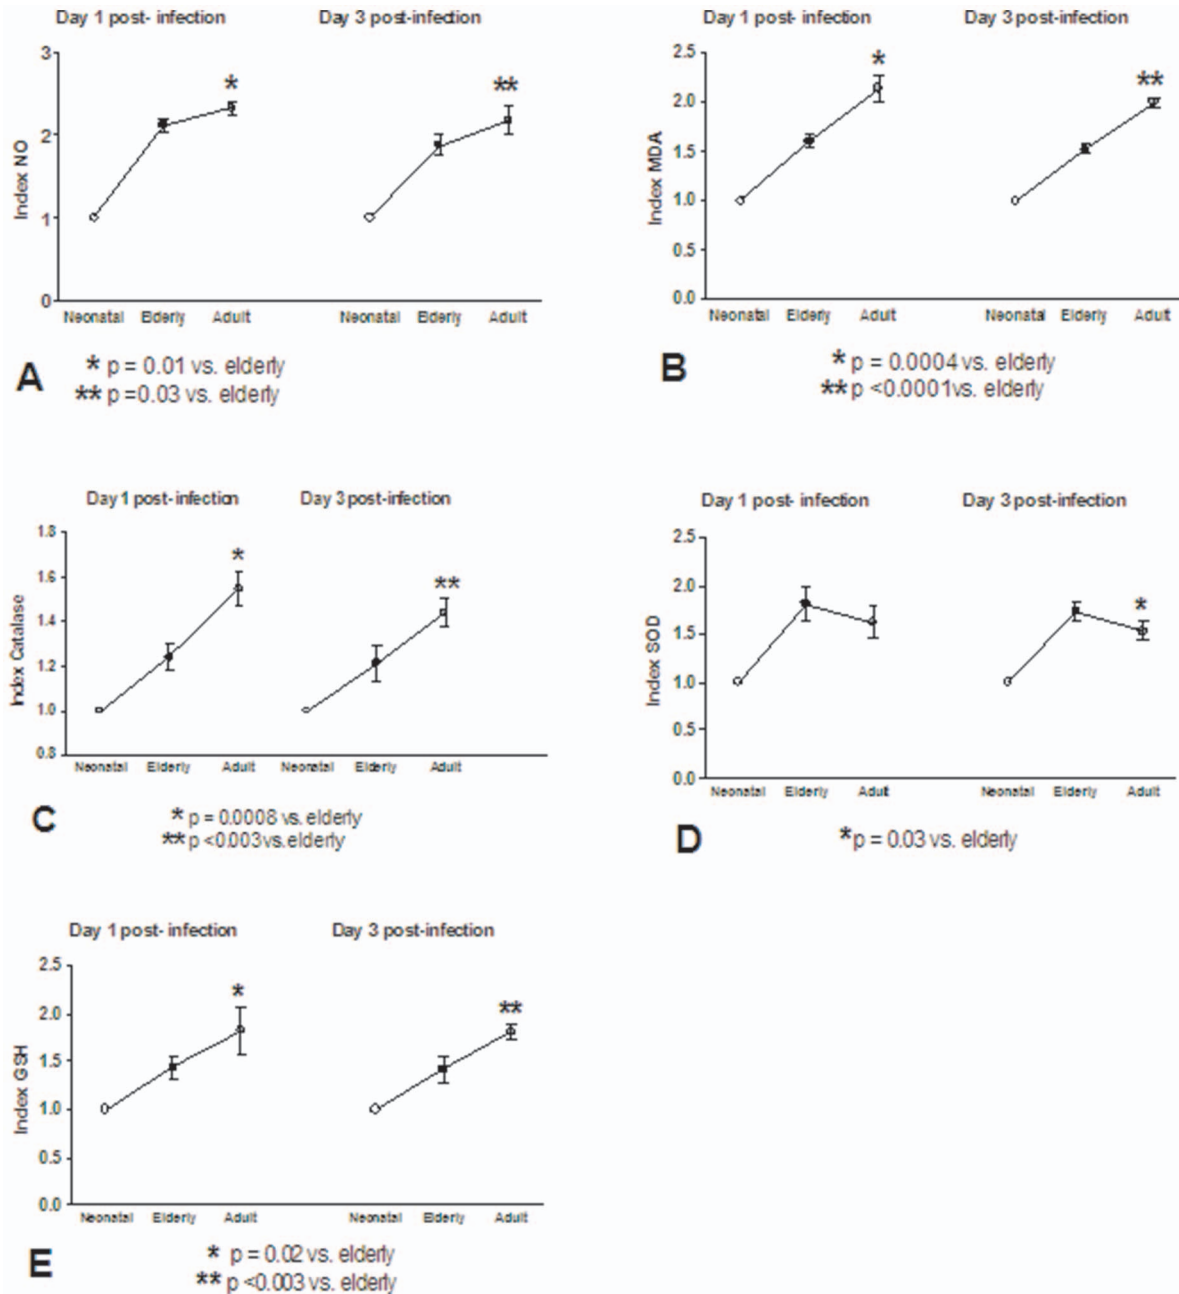 Day 1 post- infection Day 3 post-infection
3
2
1
0
Index NO
Neonatal Elderly Adult Neonatal Elderly Adult
*
**
A
* p = 0.01 vs. elderly
** p =0.03 vs. elderly
Day 1 post- infection Day 3 post-infection
2.5
2.0
1.5
1.0
0.5
0.0
Index MDA
Neonatal Elderly Adult Neonatal Elderly Adult
*
**
B
* p = 0.0004 vs. elderly
** p <0.0001vs. elderly
Day 1 post-infection Day 3 post-infection
1.8
1.6
1.4
1.2
1.0
0.8
Index Catalase
Neonatal Elderly Adult Neonatal Elderly Adult
*
**
C
* p = 0.0008 vs. elderly
** p <0.003vs.elderly
Day 1 post- infection Day 3 post-infection
2.5
2.0
1.5
1.0
0.5
0.0
Index SOD
Neonatal Elderly Adult Neonatal Elderly Adult
*
D
*p = 0.03 vs. elderly
Day 1 post- infection Day 3 post-infection
2.5
2.0
1.5
1.0
0.5
0.0
Index GSH
Neonatal Elderly Adult Neonatal Elderly Adult
*
**
E
* p = 0.02 vs. elderly
** p <0.003 vs. elderly